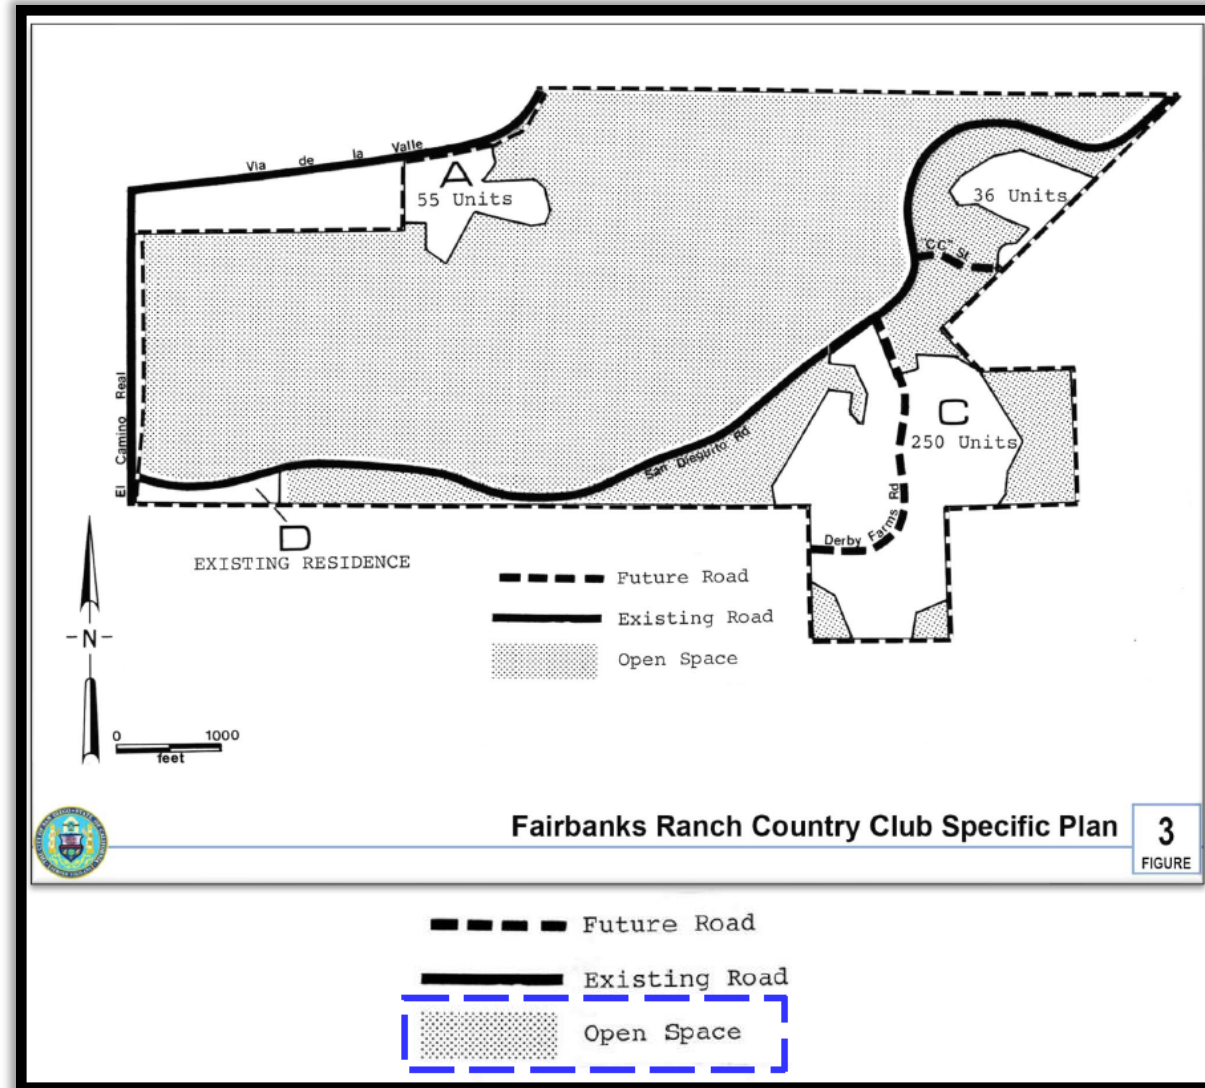 Via de la Valle
A
55 Units
36 Units
"CC" St
El Camino Real
C
250 Units
San Dieguito Rd
Derby Farms Rd
D
EXISTING RESIDENCE
Future Road
Existing Road
Open Space
-N-
0 1000
feet
Fairbanks Ranch Country Club Specific Plan
3
FIGURE
Future Road
Existing Road
Open Space